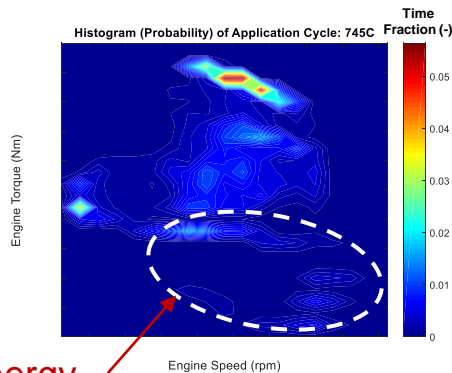 Time
Fraction (-)
Histogram (Probability) of Application Cycle: 745C
0.05
0.04
0.03
0.02
0.01
0
Engine Torque (Nm)
Engine Speed (rpm)